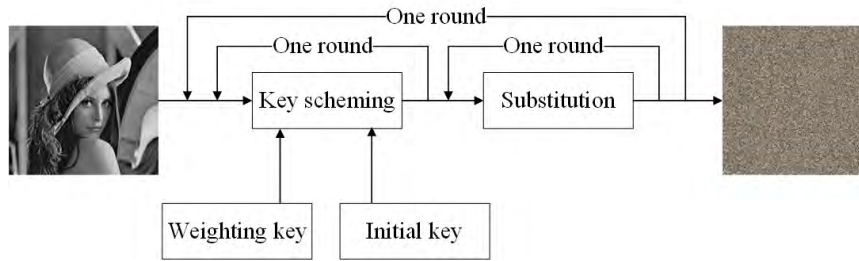 One round
One round
One round
Key scheming
Substitution
Weighting key
Initial key